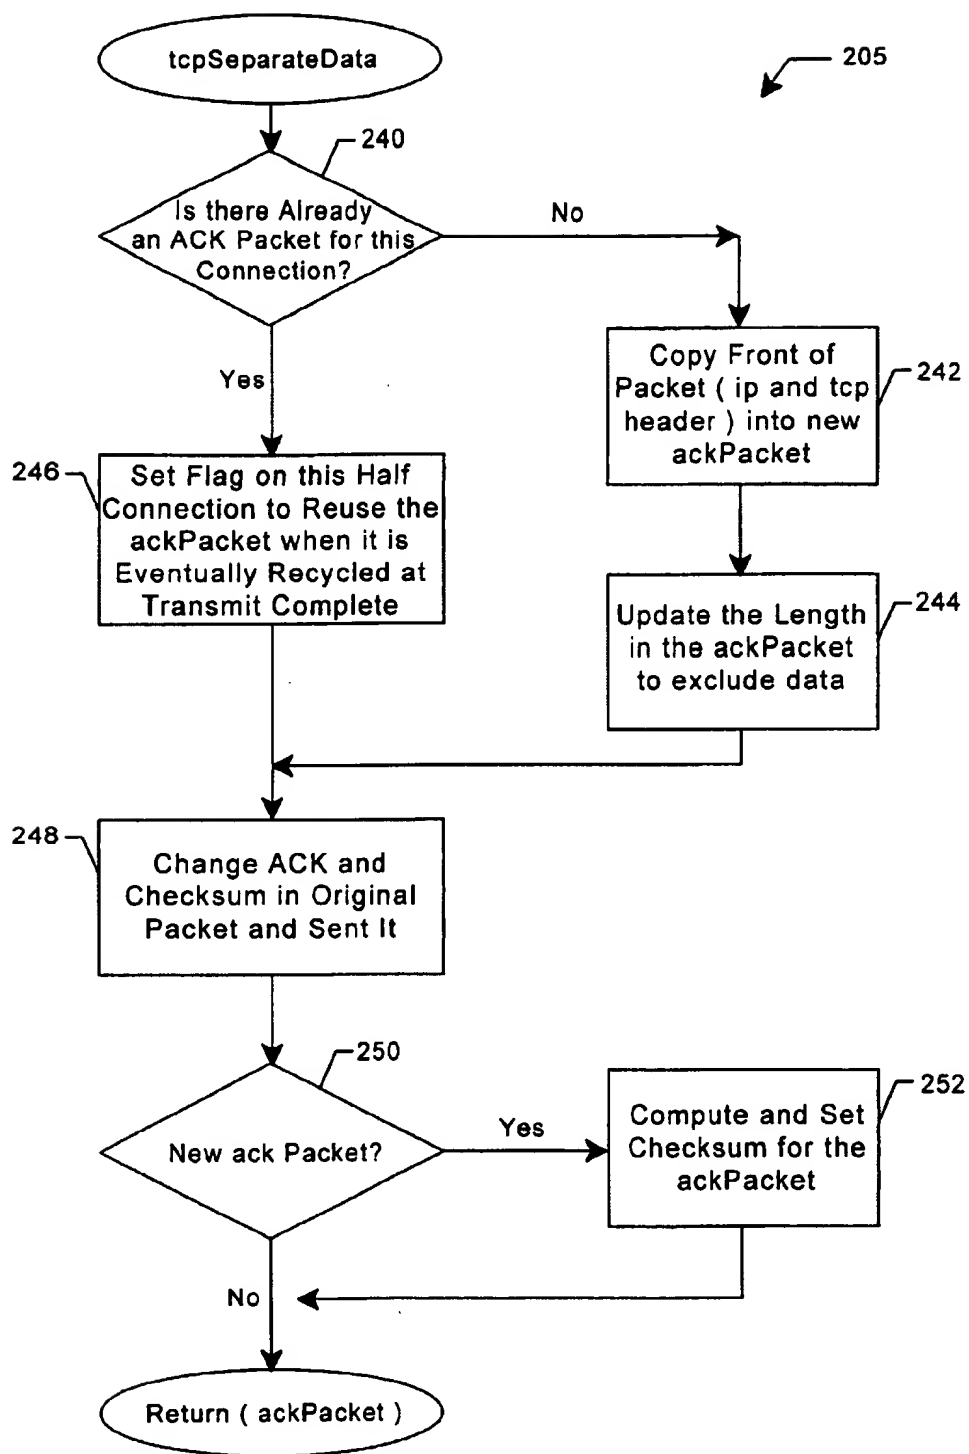 tcpSeparateData
205
240
Is there Already
an ACK Packet for this
Connection?
No
Yes
Copy Front of
Packet ( ip and tcp
header ) into new
ackPacket
242
246
Set Flag on this Half
Connection to Reuse the
ackPacket when it is
Eventually Recycled at
Transmit Complete
Update the Length
in the ackPacket
to exclude data
244
248
Change ACK and
Checksum in Original
Packet and Sent It
250
New ack Packet?
Yes
Compute and Set
Checksum for the
ackPacket
252
No
Return ( ackPacket )